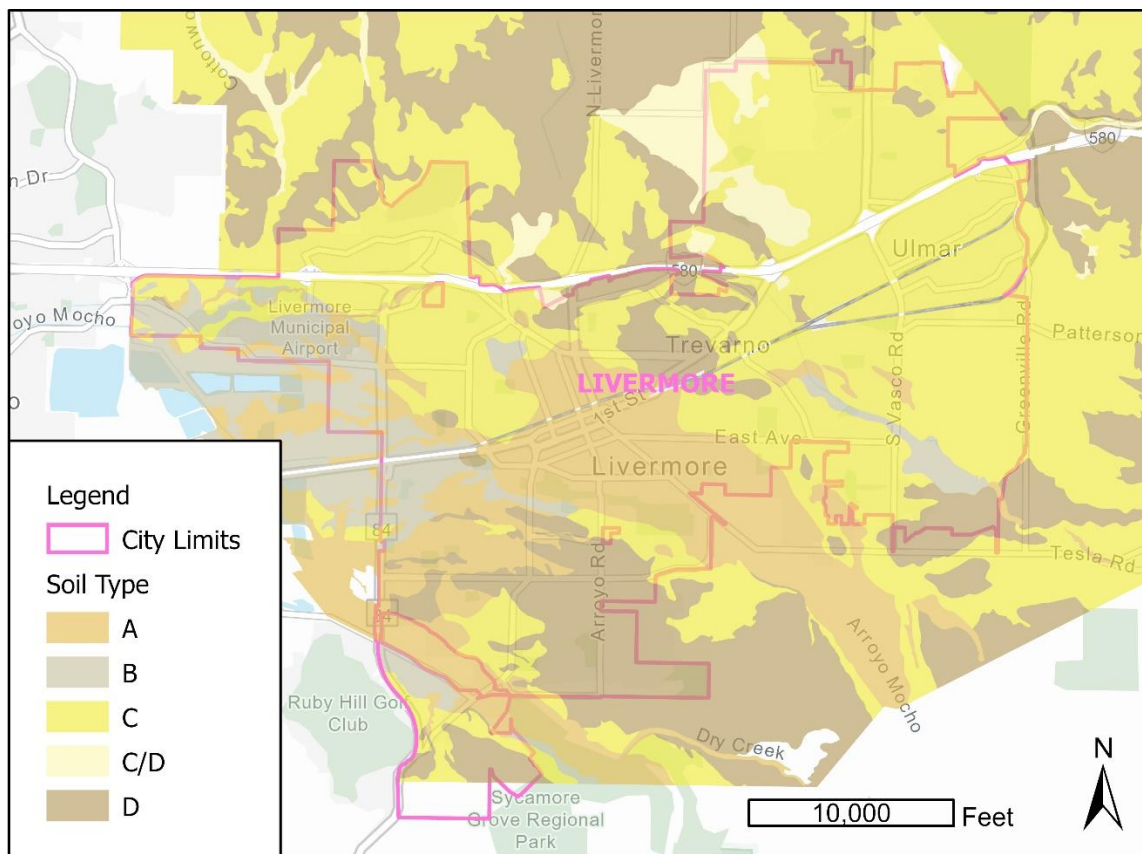 Cottonw
N Livermor
580
n Dr
Ulmar
580
oyo Mocho
Livermore
Municipal
Airport
Patterson
Trevarno
LIVERMORE
S Vasco Rd
Greenville Rd
o
1st St
East Ave
Livermore
Legend
City Limits
Soil Type
A
B
C
C/D
D
84
Tesla Rd
Arroyo Rd
84
Arroyo Mocho
Ruby Hill Golf
Club
Dry Creek
Sycamore
Grove Regional
Park
10,000 Feet
N